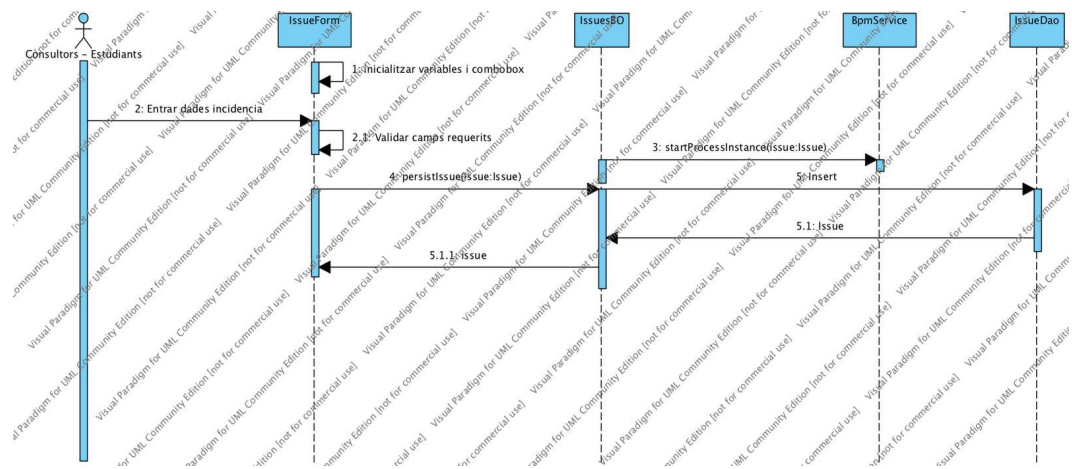 IssueForm
IssuesBO
BpmService
IssueDao
Consultors - Estudiants
1: Inicialitzar variables i combobox
2: Entrar dades incidencia
2.1: Validar camps requerits
3: startProcessInstance(issue:Issue)
4: persistIssue(issue:Issue)
5: Insert
5.1: Issue
5.1.1: issue
Visual Paradigm for UML Community Edition [not for commercial use]